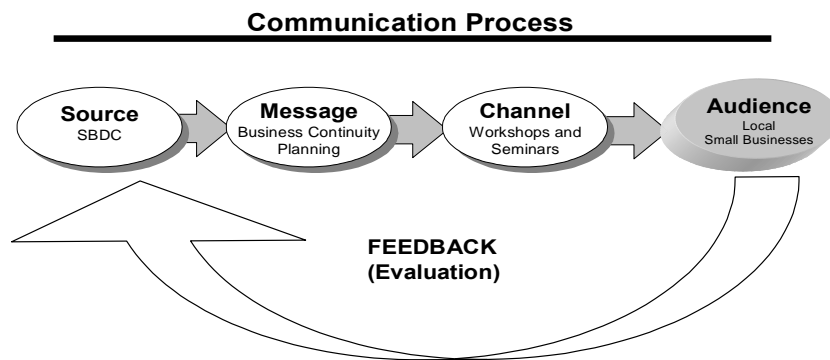 Communication Process
Source
SBDC
Message
Business Continuity
Planning
Channel
Workshops and
Seminars
Audience
Local
Small Businesses
FEEDBACK
(Evaluation)